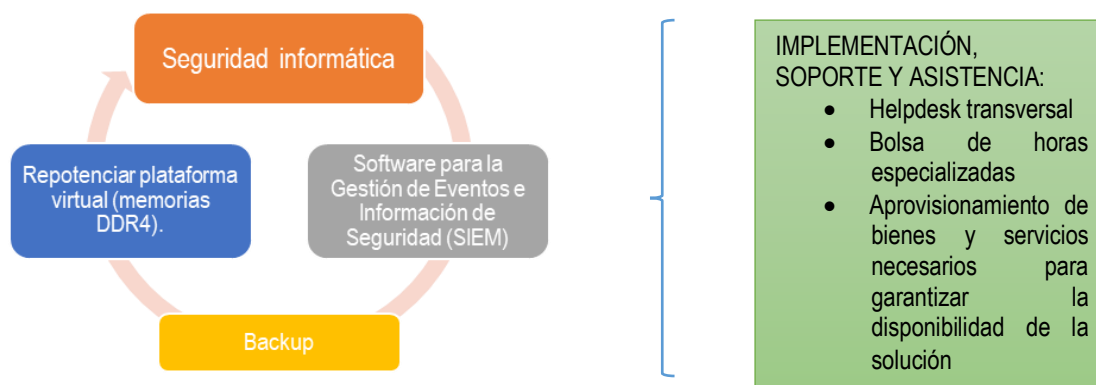 Seguridad informática
Repotenciar plataforma
virtual (memorias
DDR4).
Software para la
Gestión de Eventos e
Información de
Seguridad (SIEM)
Backup
IMPLEMENTACIÓN,
SOPORTE Y ASISTENCIA:
• Helpdesk transversal
• Bolsa de horas
especializadas
• Aprovisionamiento de
bienes y servicios
necesarios para
garantizar la
disponibilidad de la
solución